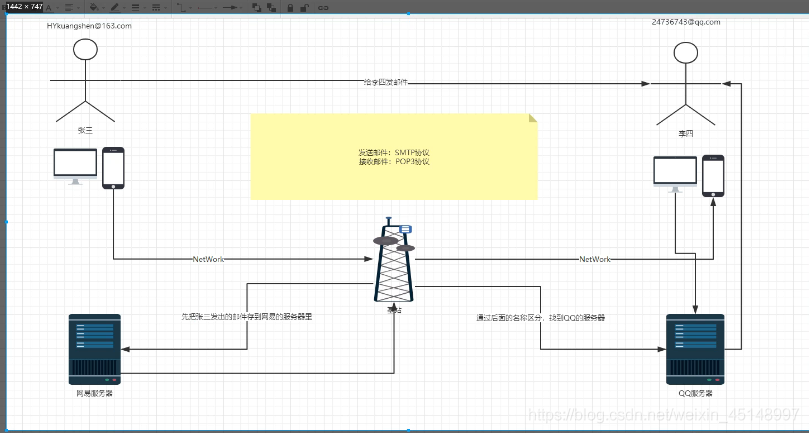 1442 × 747
HYkuangshen@163.com
24736743@qq.com
给李四发邮件
张三
李四
发送邮件：SMTP协议
接收邮件：POP3协议
NetWork
NetWork
基站
先把张三发出的邮件存到网易的服务器里
通过后面的名称区分，找到QQ的服务器
网易服务器
QQ服务器
https://blog.csdn.net/weixin_45148997